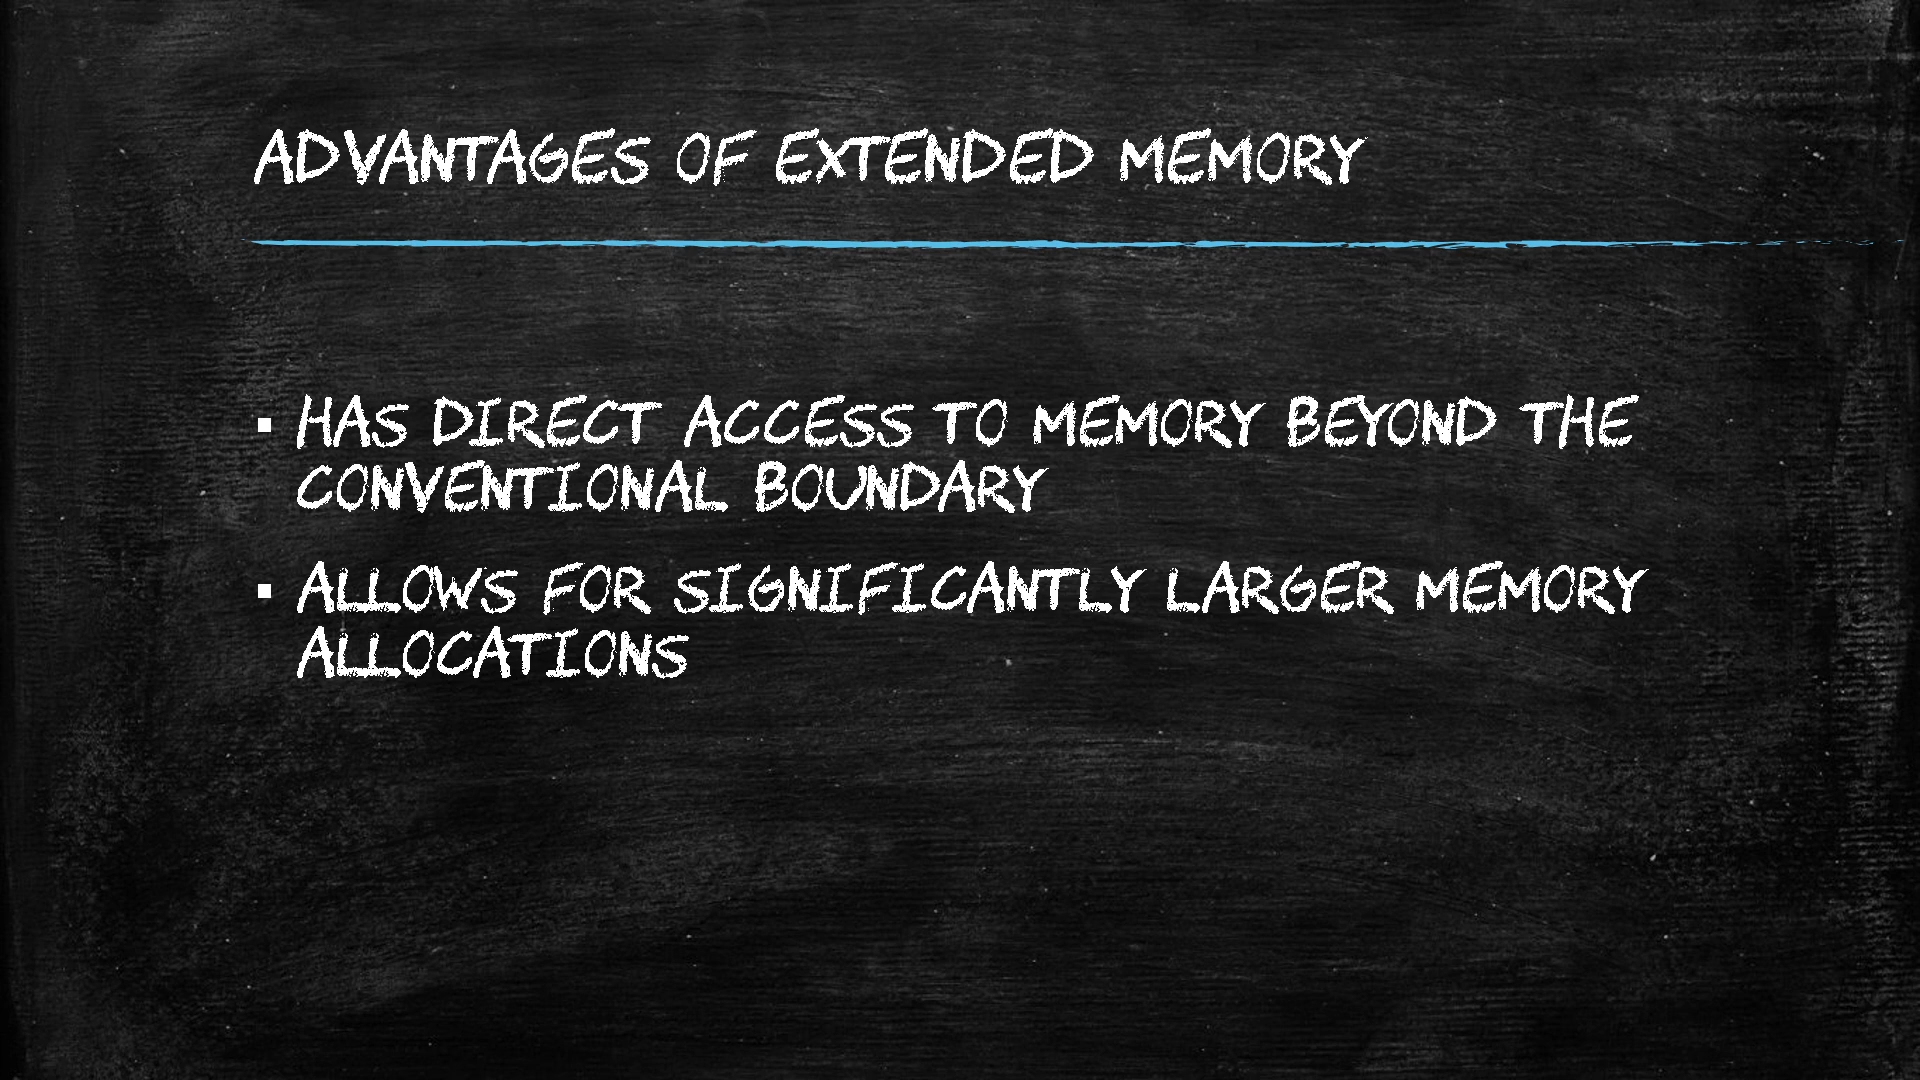 ADVANTAGES OF EXTENDED MEMORY
▪ HAS DIRECT ACCESS TO MEMORY BEYOND THE
CONVENTIONAL BOUNDARY
▪ ALLOWS FOR SIGNIFICANTLY LARGER MEMORY
ALLOCATIONS